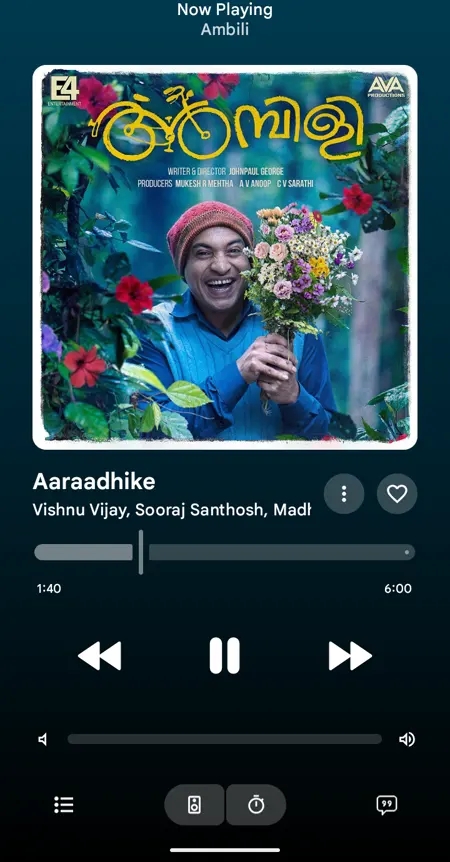 Now Playing
Ambili
E4
ENTERTAINMENT
AVA
PRODUCTIONS
അമ്പിളി
WRITER & DIRECTOR JOHNPAUL GEORGE
PRODUCERS MUKESH R MEHTHA A V ANOOP C V SARATHI
Aaraadhike
Vishnu Vijay, Sooraj Santhosh, Madh
1:40
6:00